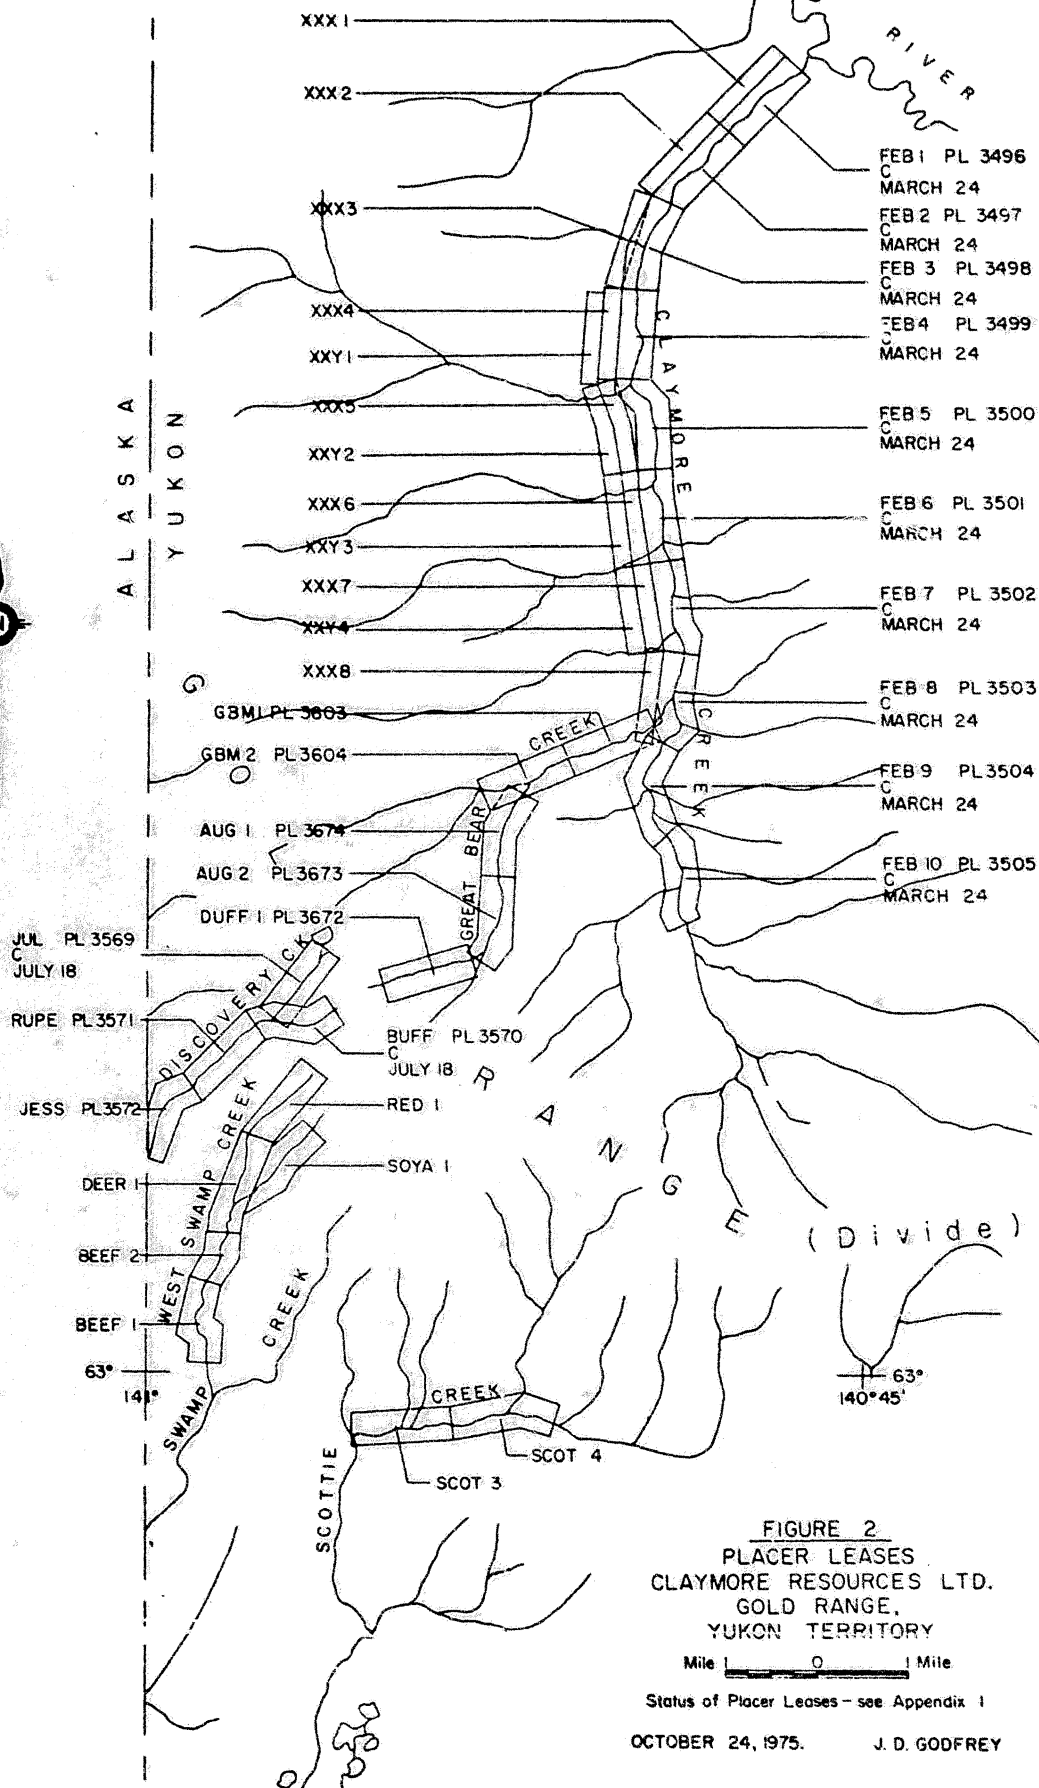 XXX 1
RIVER
XXX 2
FEB 1 PL 3496
C
MARCH 24
XXX3
FEB 2 PL 3497
C
MARCH 24
FEB 3 PL 3498
C
MARCH 24
XXX4
FEB 4 PL 3499
C
MARCH 24
XXY 1
XXX5
FEB 5 PL 3500
C
MARCH 24
XXY 2
XXX 6
FEB 6 PL 3501
C
MARCH 24
XXY 3
XXX 7
FEB 7 PL 3502
C
MARCH 24
XXY 4
XXX 8
FEB 8 PL 3503
C
MARCH 24
CLAYMORE CREEK
ALASKA
YUKON
GBM 1 PL 3603
GBM 2 PL 3604
FEB 9 PL 3504
C
MARCH 24
AUG 1 PL 3674
AUG 2 PL 3673
FEB 10 PL 3505
C
MARCH 24
DUFF 1 PL 3672
GREAT BEAR CREEK
JUL PL 3569
C
JULY 18
RUPE PL 3571
BUFF PL 3570
C
JULY 18
DISCOVERY CK
JESS PL 3572
RED 1
SOYA 1
DEER 1
BEEF 2
BEEF 1
WEST SWAMP CREEK
SWAMP CREEK
GOLD RANGE
(Divide)
63°
141°
63°
140°45'
SCOTTIE CREEK
SCOT 4
SCOT 3
FIGURE 2
PLACER LEASES
CLAYMORE RESOURCES LTD.
GOLD RANGE,
YUKON TERRITORY
Mile 1 0 1 Mile
Status of Placer Leases - see Appendix 1
OCTOBER 24, 1975. J. D. GODFREY
N